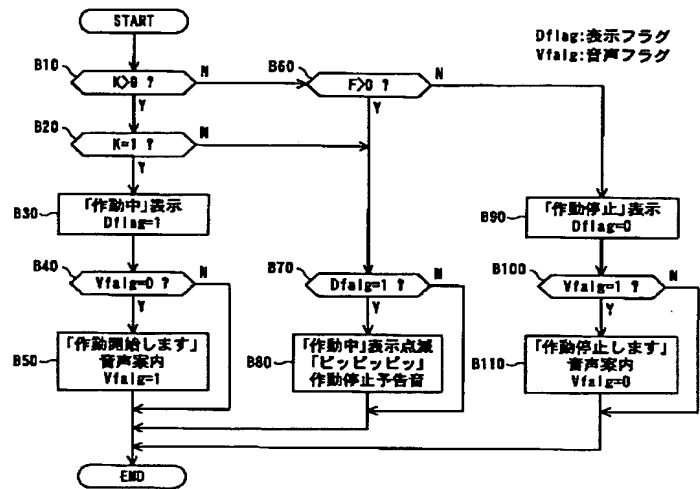 START
Dflag:表示フラグ
Vfalg:音声フラグ
B10
K>0 ?
N
Y
B60
F>0 ?
N
Y
B20
K=1 ?
N
Y
B30
「作動中」表示
Dflag=1
B90
「作動停止」表示
Dflag=0
B40
Vfalg=0 ?
N
Y
B70
Dfalg=1 ?
N
Y
B100
Vfalg=1 ?
N
Y
B50
「作動開始します」
音声案内
Vfalg=1
B80
「作動中」表示点滅
「ピッピッピッ」
作動停止予告音
B110
「作動停止します」
音声案内
Vfalg=0
END